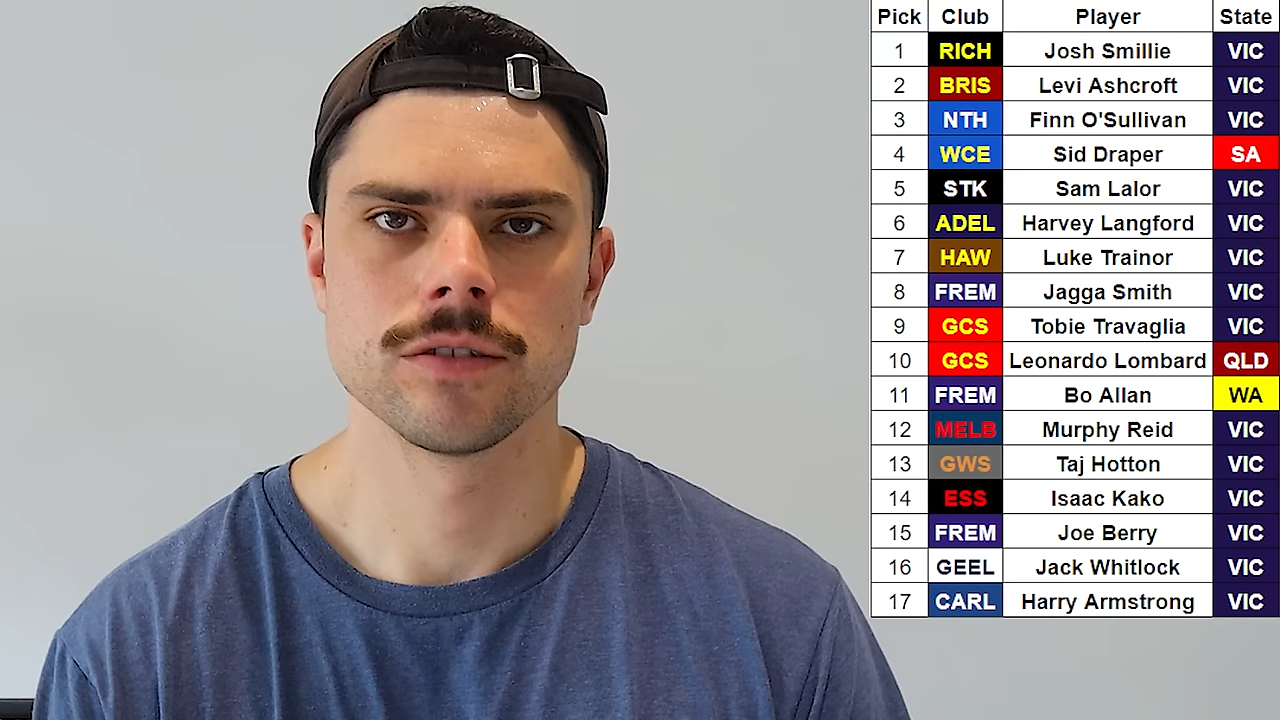 Pick Club Player State
1 RICH Josh Smillie VIC
2 BRIS Levi Ashcroft VIC
3 NTH Finn O'Sullivan VIC
4 WCE Sid Draper SA
5 STK Sam Lalor VIC
6 ADEL Harvey Langford VIC
7 HAW Luke Trainor VIC
8 FREM Jagga Smith VIC
9 GCS Tobie Travaglia VIC
10 GCS Leonardo Lombard QLD
11 FREM Bo Allan WA
12 MELB Murphy Reid VIC
13 GWS Taj Hotton VIC
14 ESS Isaac Kako VIC
15 FREM Joe Berry VIC
16 GEEL Jack Whitlock VIC
17 CARL Harry Armstrong VIC